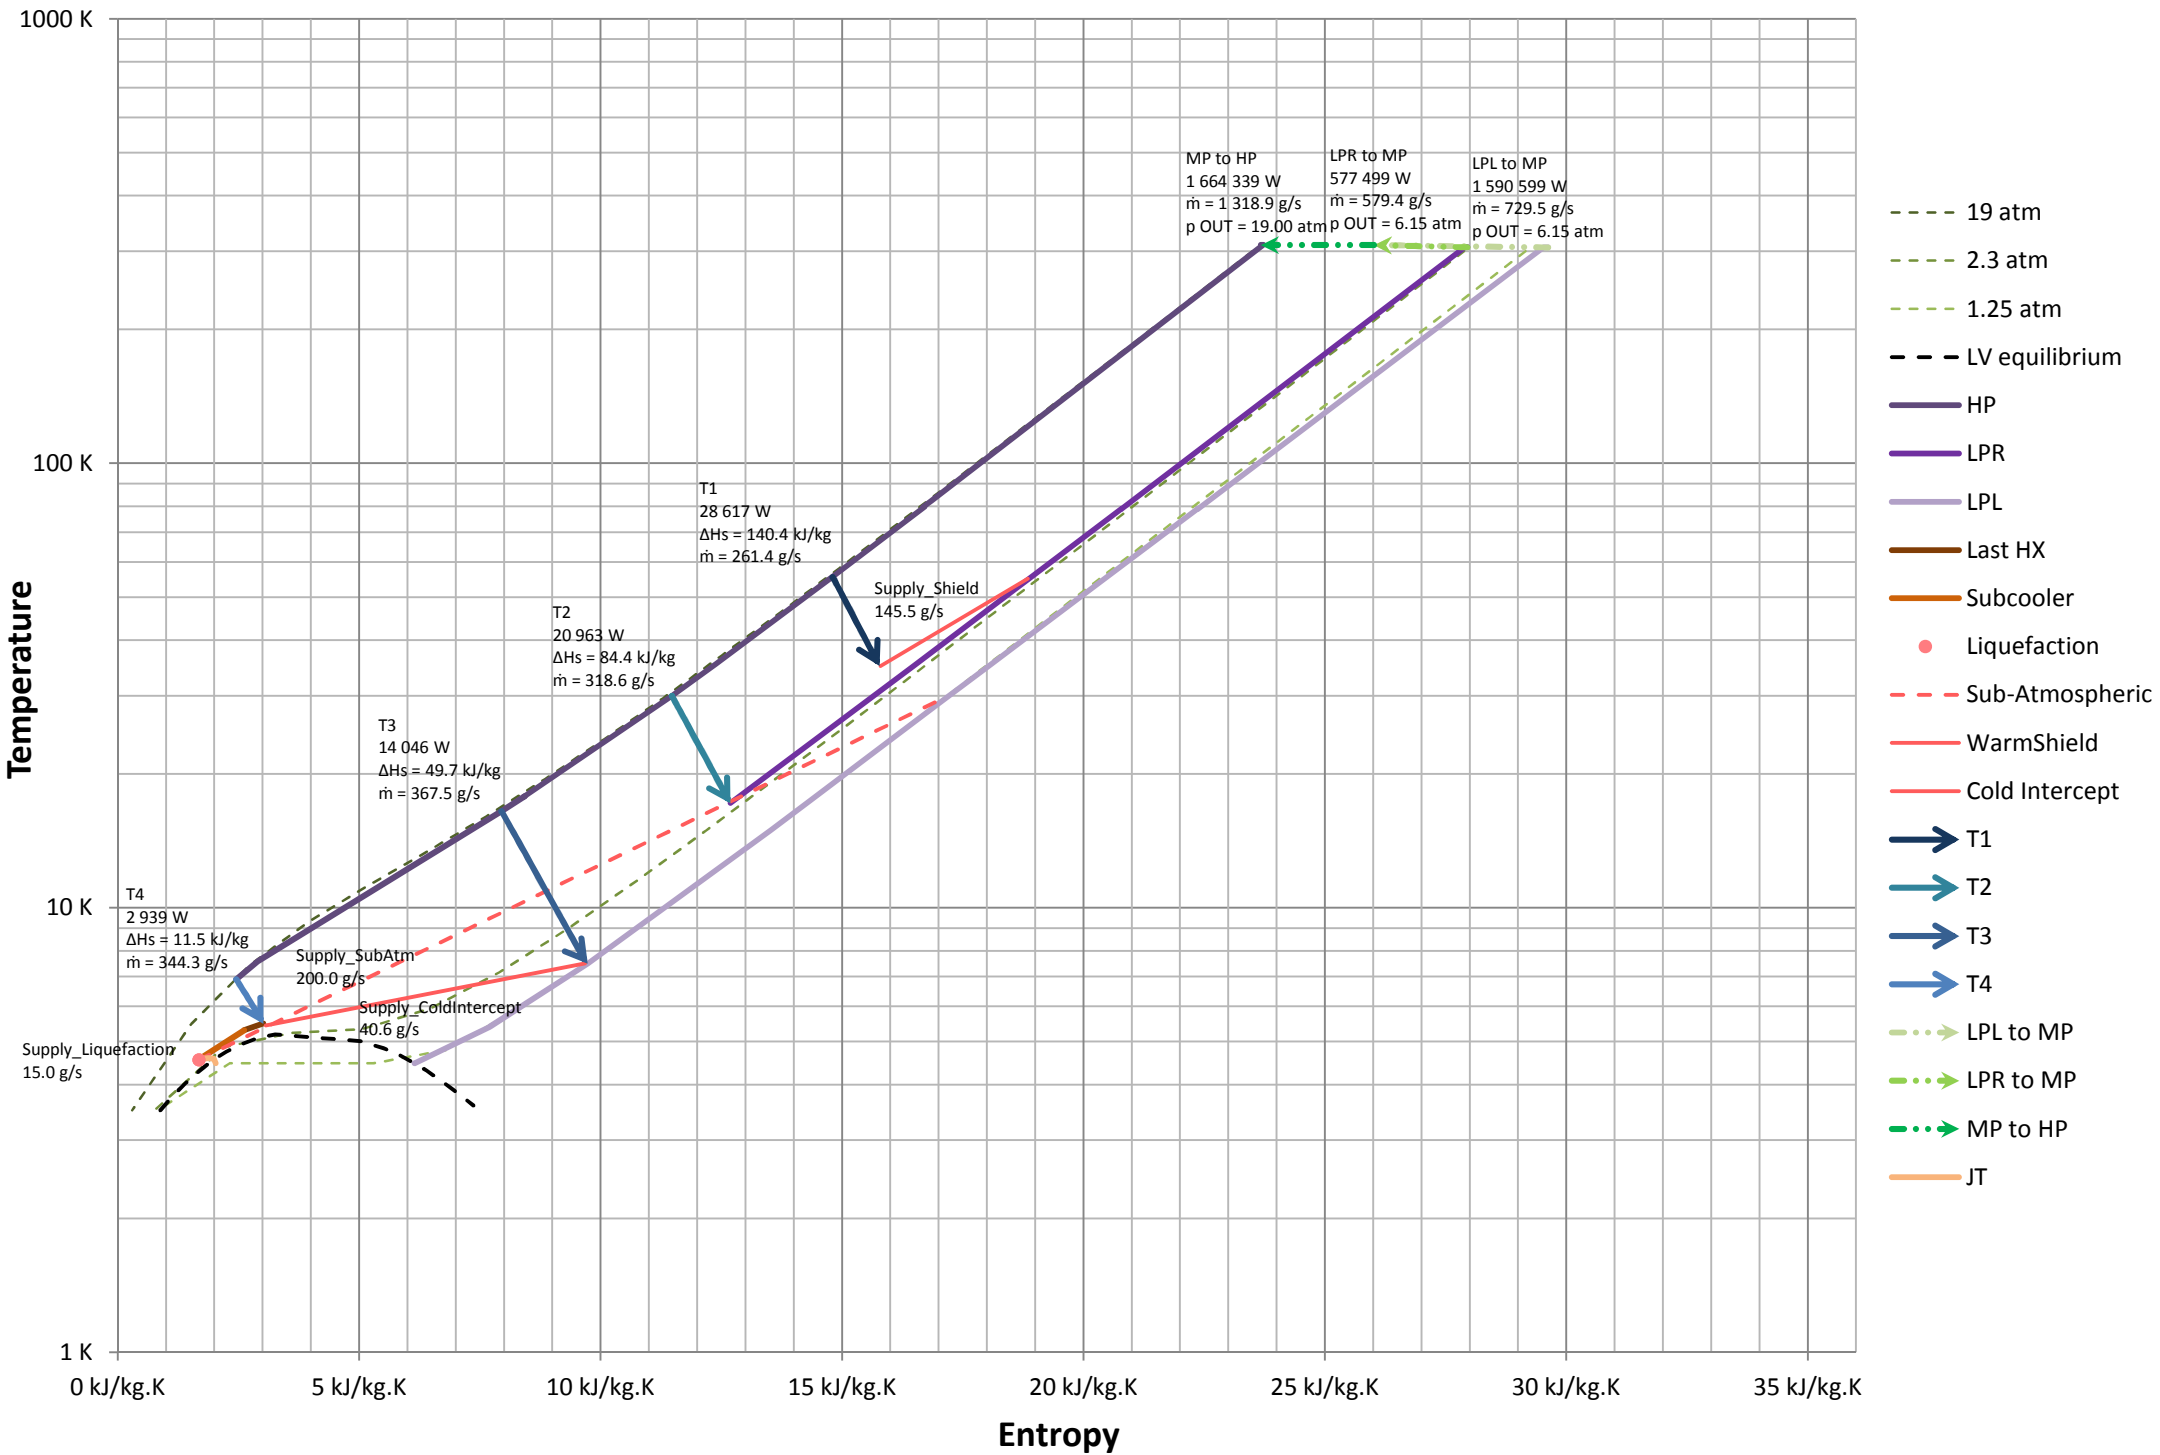 1000 K
100 K
10 K
1 K
Temperature
MP to HP
1 664 339 W
ṁ = 1 318.9 g/s
p OUT = 19.00 atm
LPR to MP
577 499 W
ṁ = 579.4 g/s
p OUT = 6.15 atm
LPL to MP
1 590 599 W
ṁ = 729.5 g/s
p OUT = 6.15 atm
T1
28 617 W
ΔHs = 140.4 kJ/kg
ṁ = 261.4 g/s
Supply_Shield
145.5 g/s
T2
20 963 W
ΔHs = 84.4 kJ/kg
ṁ = 318.6 g/s
T3
14 046 W
ΔHs = 49.7 kJ/kg
ṁ = 367.5 g/s
T4
2 939 W
ΔHs = 11.5 kJ/kg
ṁ = 344.3 g/s
Supply_SubAtm
200.0 g/s
Supply_ColdIntercept
40.6 g/s
Supply_Liquefaction
15.0 g/s
0 kJ/kg.K
5 kJ/kg.K
10 kJ/kg.K
15 kJ/kg.K
20 kJ/kg.K
25 kJ/kg.K
30 kJ/kg.K
35 kJ/kg.K
Entropy
19 atm
2.3 atm
1.25 atm
LV equilibrium
HP
LPR
LPL
Last HX
Subcooler
Liquefaction
Sub-Atmospheric
WarmShield
Cold Intercept
T1
T2
T3
T4
LPL to MP
LPR to MP
MP to HP
JT